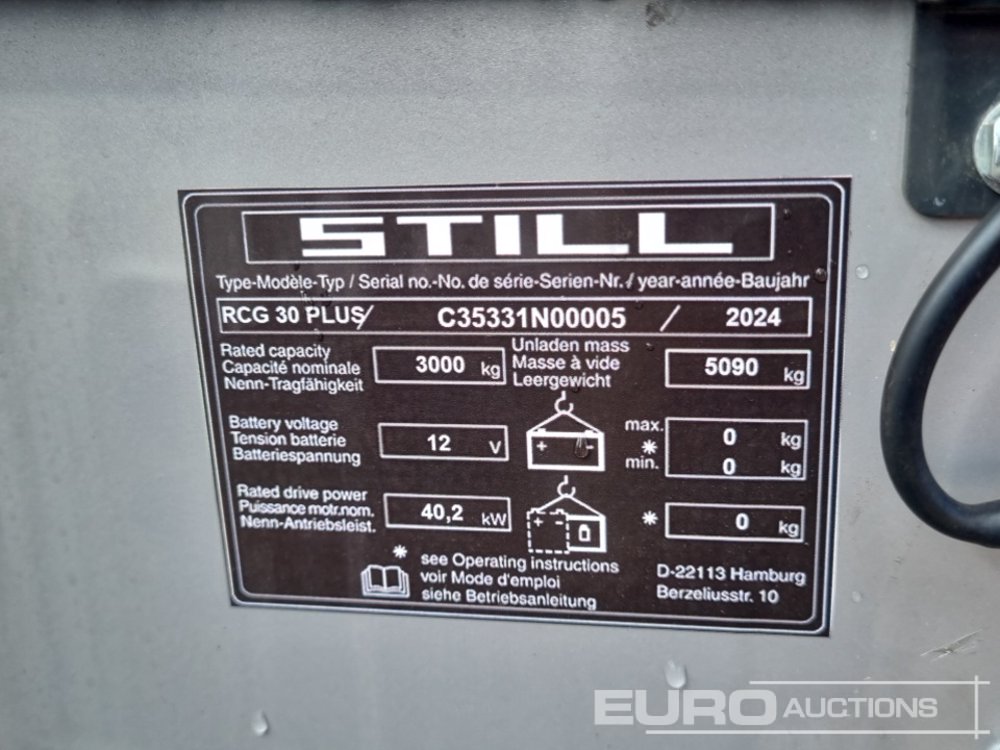 STILL
Type-Modèle-Typ / Serial no.-No. de série-Serien-Nr. / year-année-Baujahr
RCG 30 PLUS / C35331N00005 / 2024
Rated capacity
Capacité nominale
Nenn-Tragfähigkeit
3000 kg
Unladen mass
Masse à vide
Leergewicht
5090 kg
Battery voltage
Tension batterie
Batteriespannung
12 V
+ -
max. 0 kg
*
min. 0 kg
Rated drive power
Puissance motr.nom.
Nenn-Antriebsleist.
40,2 kW
+ -
* 0 kg
* see Operating instructions
voir Mode d'emploi
siehe Betriebsanleitung
D-22113 Hamburg
Berzeliusstr. 10
EURO AUCTIONS